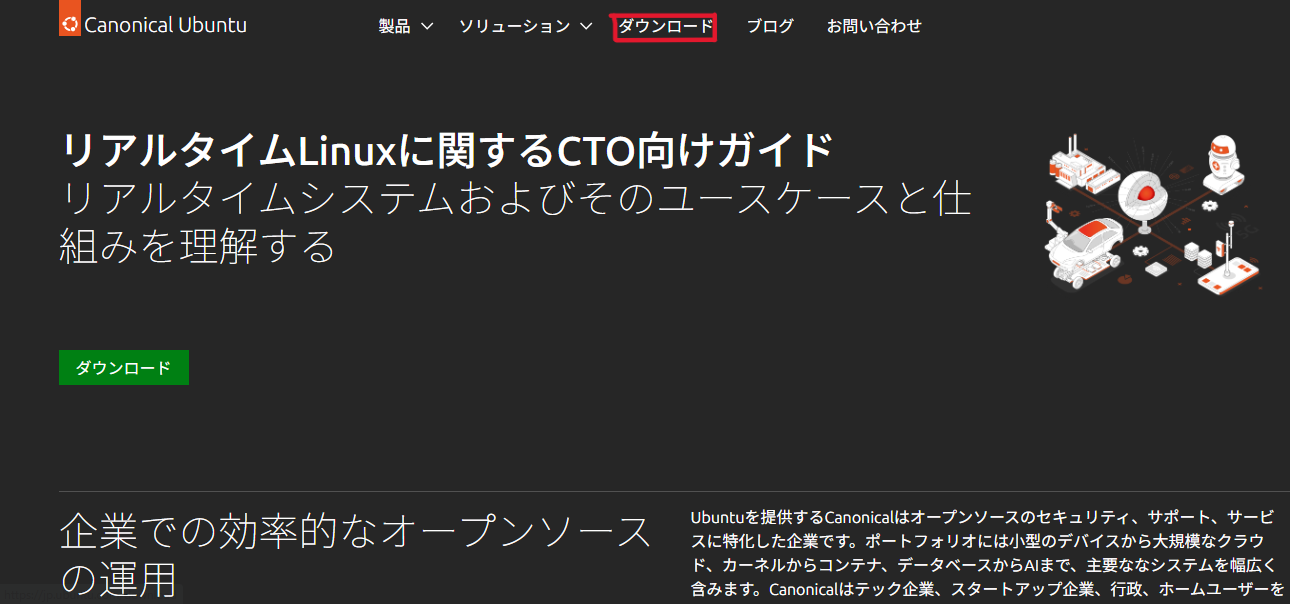 Canonical Ubuntu
製品 ソリューション ダウンロード ブログ お問い合わせ
リアルタイムLinuxに関するCTO向けガイド
リアルタイムシステムおよびそのユースケースと仕
組みを理解する
ダウンロード
企業での効率的なオープンソース
の運用
Ubuntuを提供するCanonicalはオープンソースのセキュリティ、サポート、サービ
スに特化した企業です。ポートフォリオには小型のデバイスから大規模なクラウ
ド、カーネルからコンテナ、データベースからAIまで、主要ななシステムを幅広く
含みます。Canonicalはテック企業、スタートアップ企業、行政、ホームユーザーを